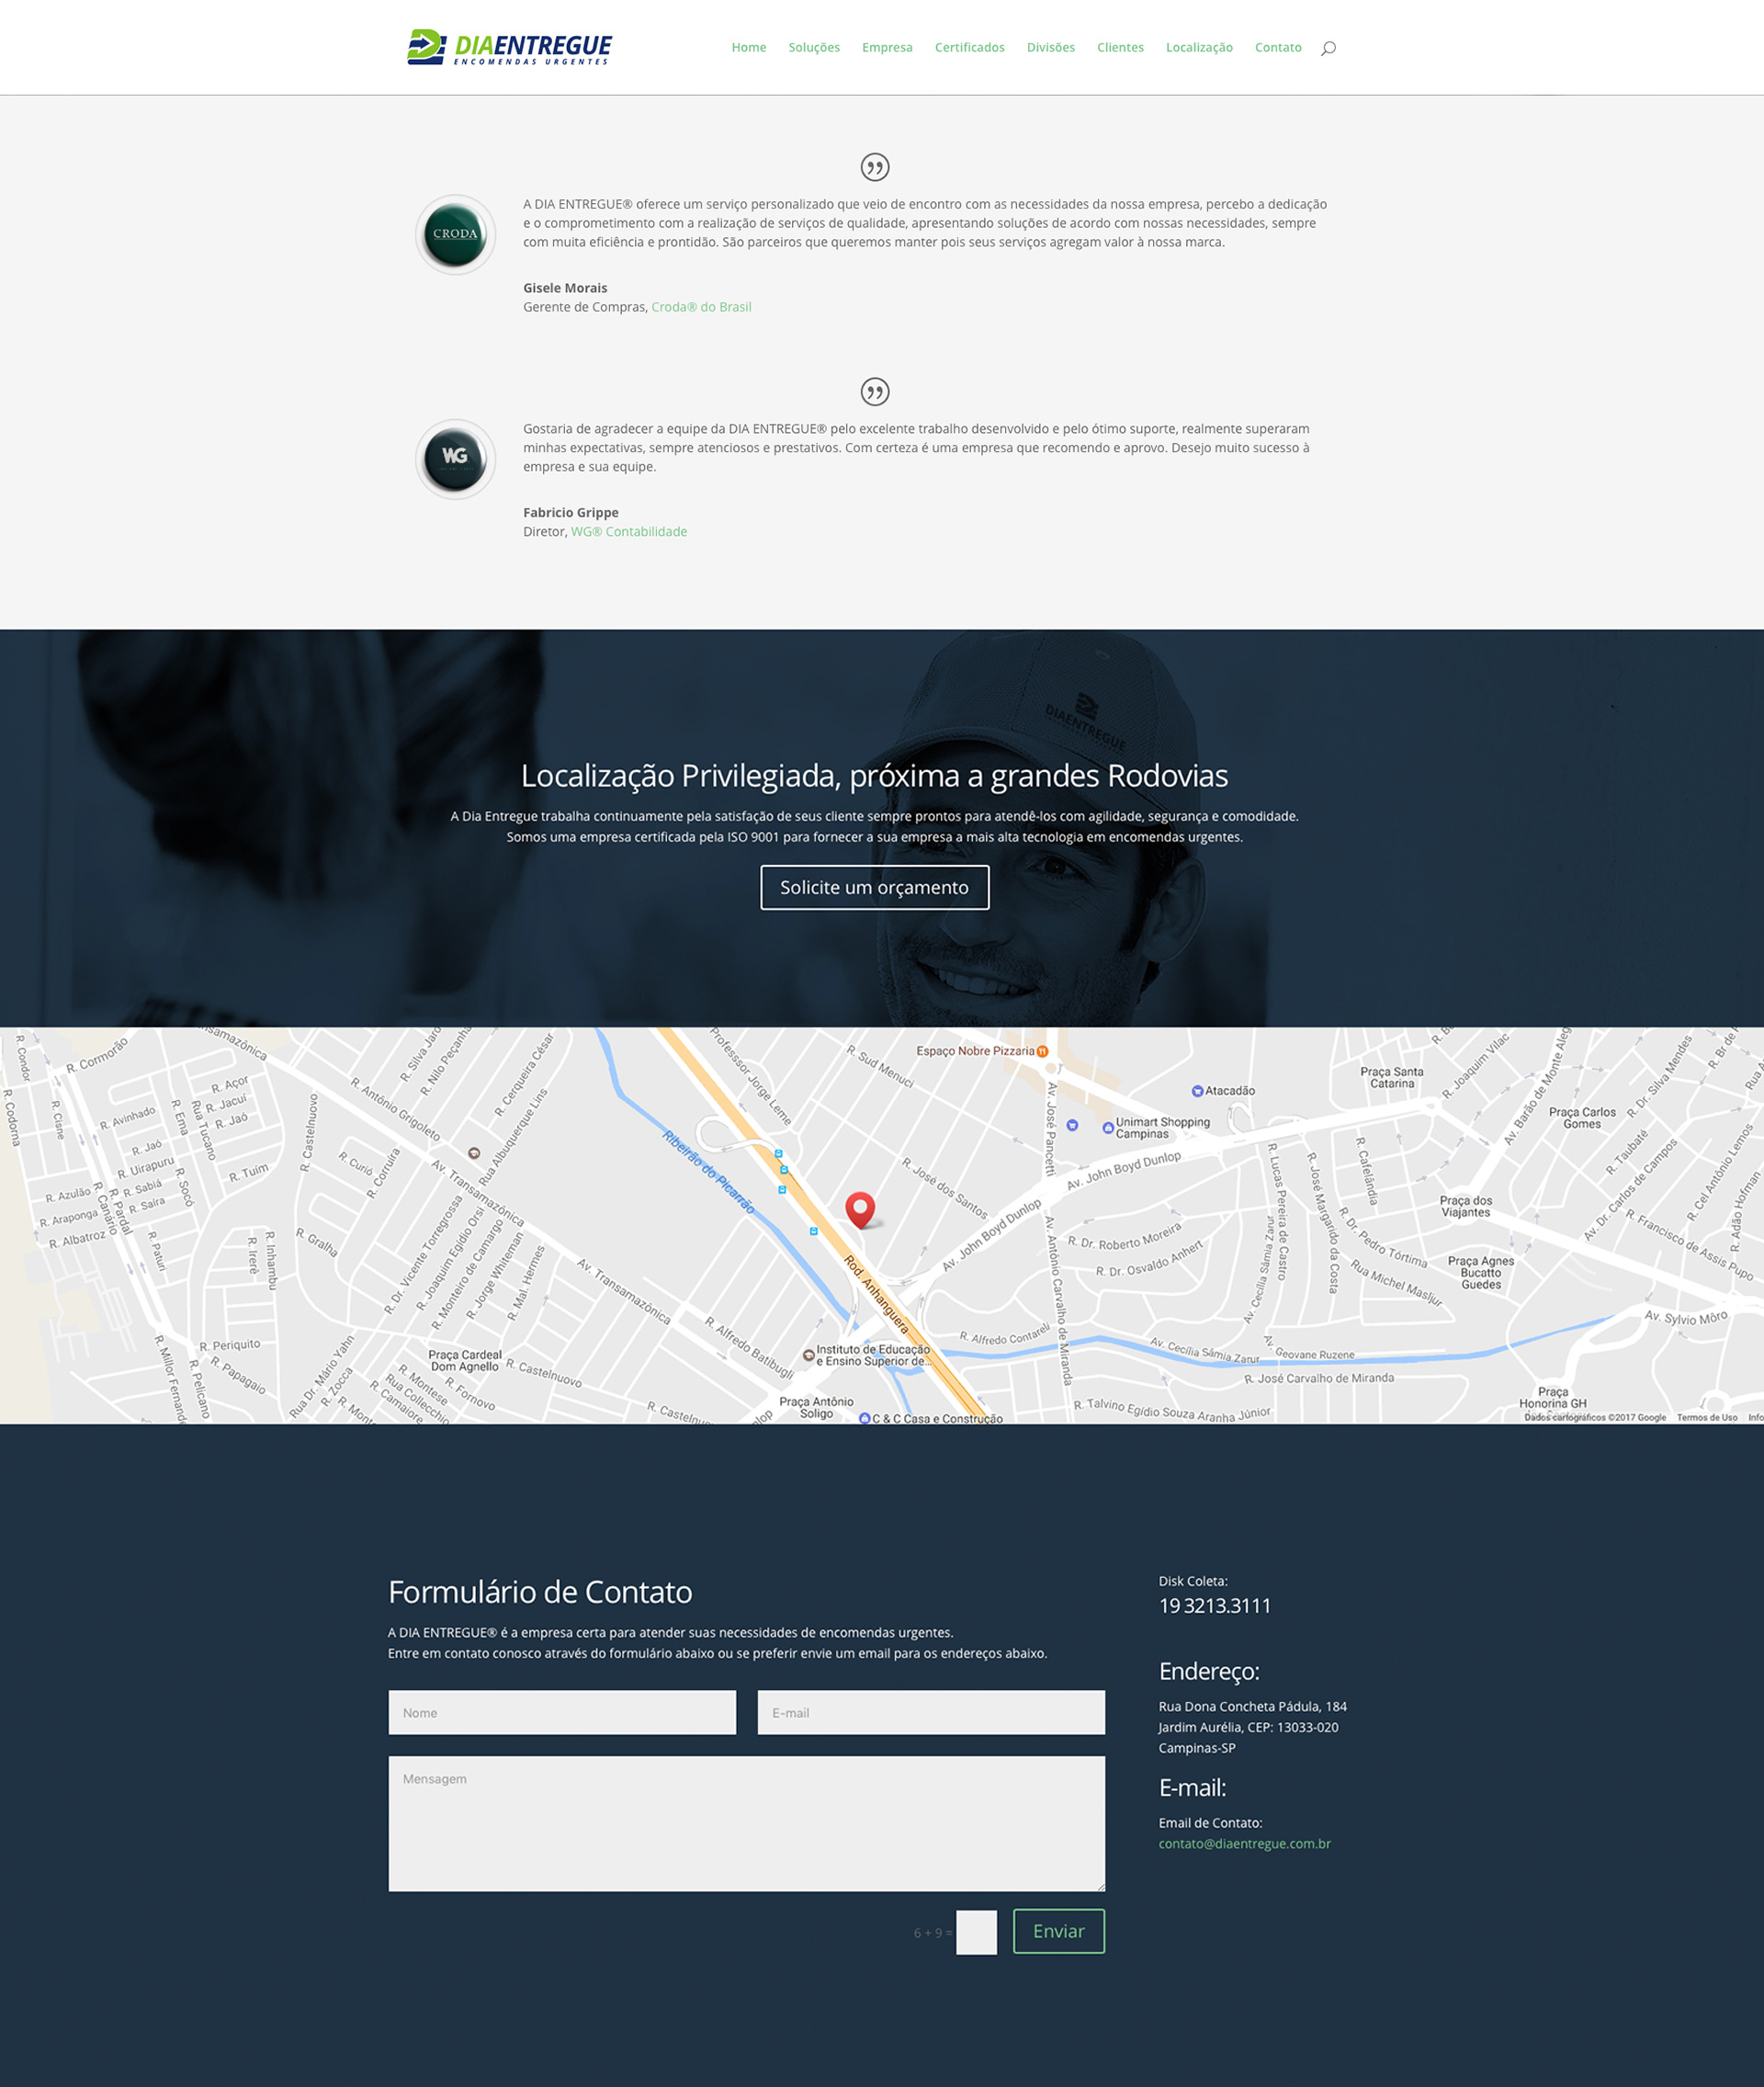 DIAENTREGUE
ENCOMENDAS URGENTES
Home Soluções Empresa Certificados Divisões Clientes Localização Contato
A DIA ENTREGUE® oferece um serviço personalizado que veio de encontro com as necessidades da nossa empresa, percebo a dedicação
e o comprometimento com a realização de serviços de qualidade, apresentando soluções de acordo com nossas necessidades, sempre
com muita eficiência e prontidão. São parceiros que queremos manter pois seus serviços agregam valor à nossa marca.
CRODA
Gisele Morais
Gerente de Compras, Croda® do Brasil
Gostaria de agradecer a equipe da DIA ENTREGUE® pelo excelente trabalho desenvolvido e pelo ótimo suporte, realmente superaram
minhas expectativas, sempre atenciosos e prestativos. Com certeza é uma empresa que recomendo e aprovo. Desejo muito sucesso à
empresa e sua equipe.
WG
Fabricio Grippe
Diretor, WG® Contabilidade
DIAENTREGUE
Localização Privilegiada, próxima a grandes Rodovias
A Dia Entregue trabalha continuamente pela satisfação de seus cliente sempre prontos para atendê-los com agilidade, segurança e comodidade.
Somos uma empresa certificada pela ISO 9001 para fornecer a sua empresa a mais alta tecnologia em encomendas urgentes.
Solicite um orçamento
R. Condor
R. Cormorão
R. Codorna
R. Cisne
R. Avinhado
R. Açor
R. Jacuí
R. Jaó
R. Ema
Rua Tucano
R. Jaó
R. Uirapuru
R. Sabiá
R. Saíra
R. Socó
R. Tuim
R. Azulão
R. Araponga
R. Albatroz
R. Canário
R. Pardal
R. Paturi
R. Irerê
R. Inhambu
R. Gralha
R. Castelnuovo
R. Curió
R. Corruíra
R. Antônio Grigoleto
R. Nilo Peçanha
R. Cerqueira César
Rua Albuquerque Lins
Av. Transamazônica
R. Dr. Vicente Torregrossa
R. Joaquim Egídio Orsi
R. Monteiro de Camargo
R. Jorge Whiteman
R. Mal. Hermes
Av. Transamazônica
R. Periquito
R. Papagaio
R. Pelicano
Rua Dr. Mário Yahn
R. Zocca
Praça Cardeal
Dom Agnello
R. Montese
Rua Collecchio
R. Camaiore
R. Fornovo
R. Castelnuovo
R. Alfredo Batibugli
Professor Jorge Leme
Ribeirão do Picarrão
R. Sud Menuci
Espaço Nobre Pizzaria
Av. José Pancetti
Atacadão
Unimart Shopping
Campinas
R. José dos Santos
Av. John Boyd Dunlop
Av. John Boyd Dunlop
Rod. Anhanguera
R. Dr. Roberto Moreira
R. Dr. Osvaldo Anhert
Av. Antônio Carvalho de Miranda
R. Alfredo Contareli
Instituto de Educação
e Ensino Superior de...
Praça Antônio
Soligo
C & C Casa e Construção
R. Talvino Egídio Souza Aranha Júnior
R. José Carvalho de Miranda
Av. Cecília Sâmia Zarur
Av. Geovane Ruzene
Av. Cecília Sâmia Zarur
R. Lucas Pereira de Castro
R. José Margarido da Costa
R. Cafelândia
R. Dr. Pedro Tórtima
Rua Michel Masljur
Praça Santa
Catarina
R. Joaquim Vilac
Praça Carlos
Gomes
R. Dr. Silva Mendes
R. Taubaté
Av. Dr. Carlos de Campos
R. Cel Antônio Lemos
Praça dos
Viajantes
R. Francisco de Assis Pupo
Praça Agnes
Bucatto
Guedes
Av. Sylvio Môro
Praça
Honorina GH
Dados cartográficos ©2017 Google Termos de Uso
Formulário de Contato
A DIA ENTREGUE® é a empresa certa para atender suas necessidades de encomendas urgentes.
Entre em contato conosco através do formulário abaixo ou se preferir envie um email para os endereços abaixo.
Nome
E-mail
Mensagem
6 + 9 =
Enviar
Disk Coleta:
19 3213.3111
Endereço:
Rua Dona Concheta Pádula, 184
Jardim Aurélia, CEP: 13033-020
Campinas-SP
E-mail:
Email de Contato:
contato@diaentregue.com.br